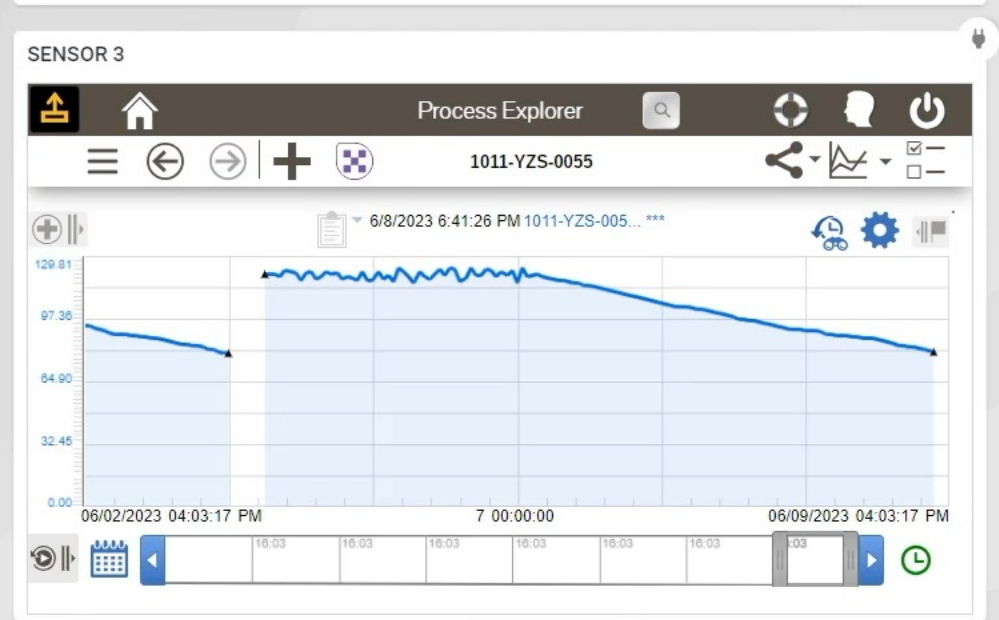 SENSOR 3
Process Explorer
1011-YZS-0055
6/8/2023 6:41:26 PM 1011-YZS-005... ***
129.81
97.36
64.90
32.45
0.00
06/02/2023 04:03:17 PM 7 00:00:00 06/09/2023 04:03:17 PM
16:03 16:03 16:03 16:03 16:03 16:03 :03